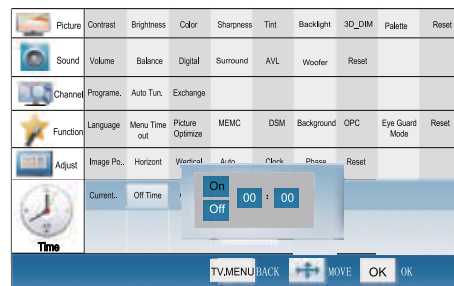 Picture Contrast Brightness Color Sharpness Tint Backlight 3D_DIM Palette Reset
Sound Volume Balance Digital Surround AVL Woofer Reset
Channel Programe. Auto Tun. Exchange
Function Language Menu Time out Picture Optimize MEMC DSM Background OPC Eye Guard Mode Reset
Adjust Image Po.. Horizont Wertical Auto Clock Phase Reset
Time Current.. Off Time
On
Off
00 : 00
TV.MENU BACK MOVE OK OK